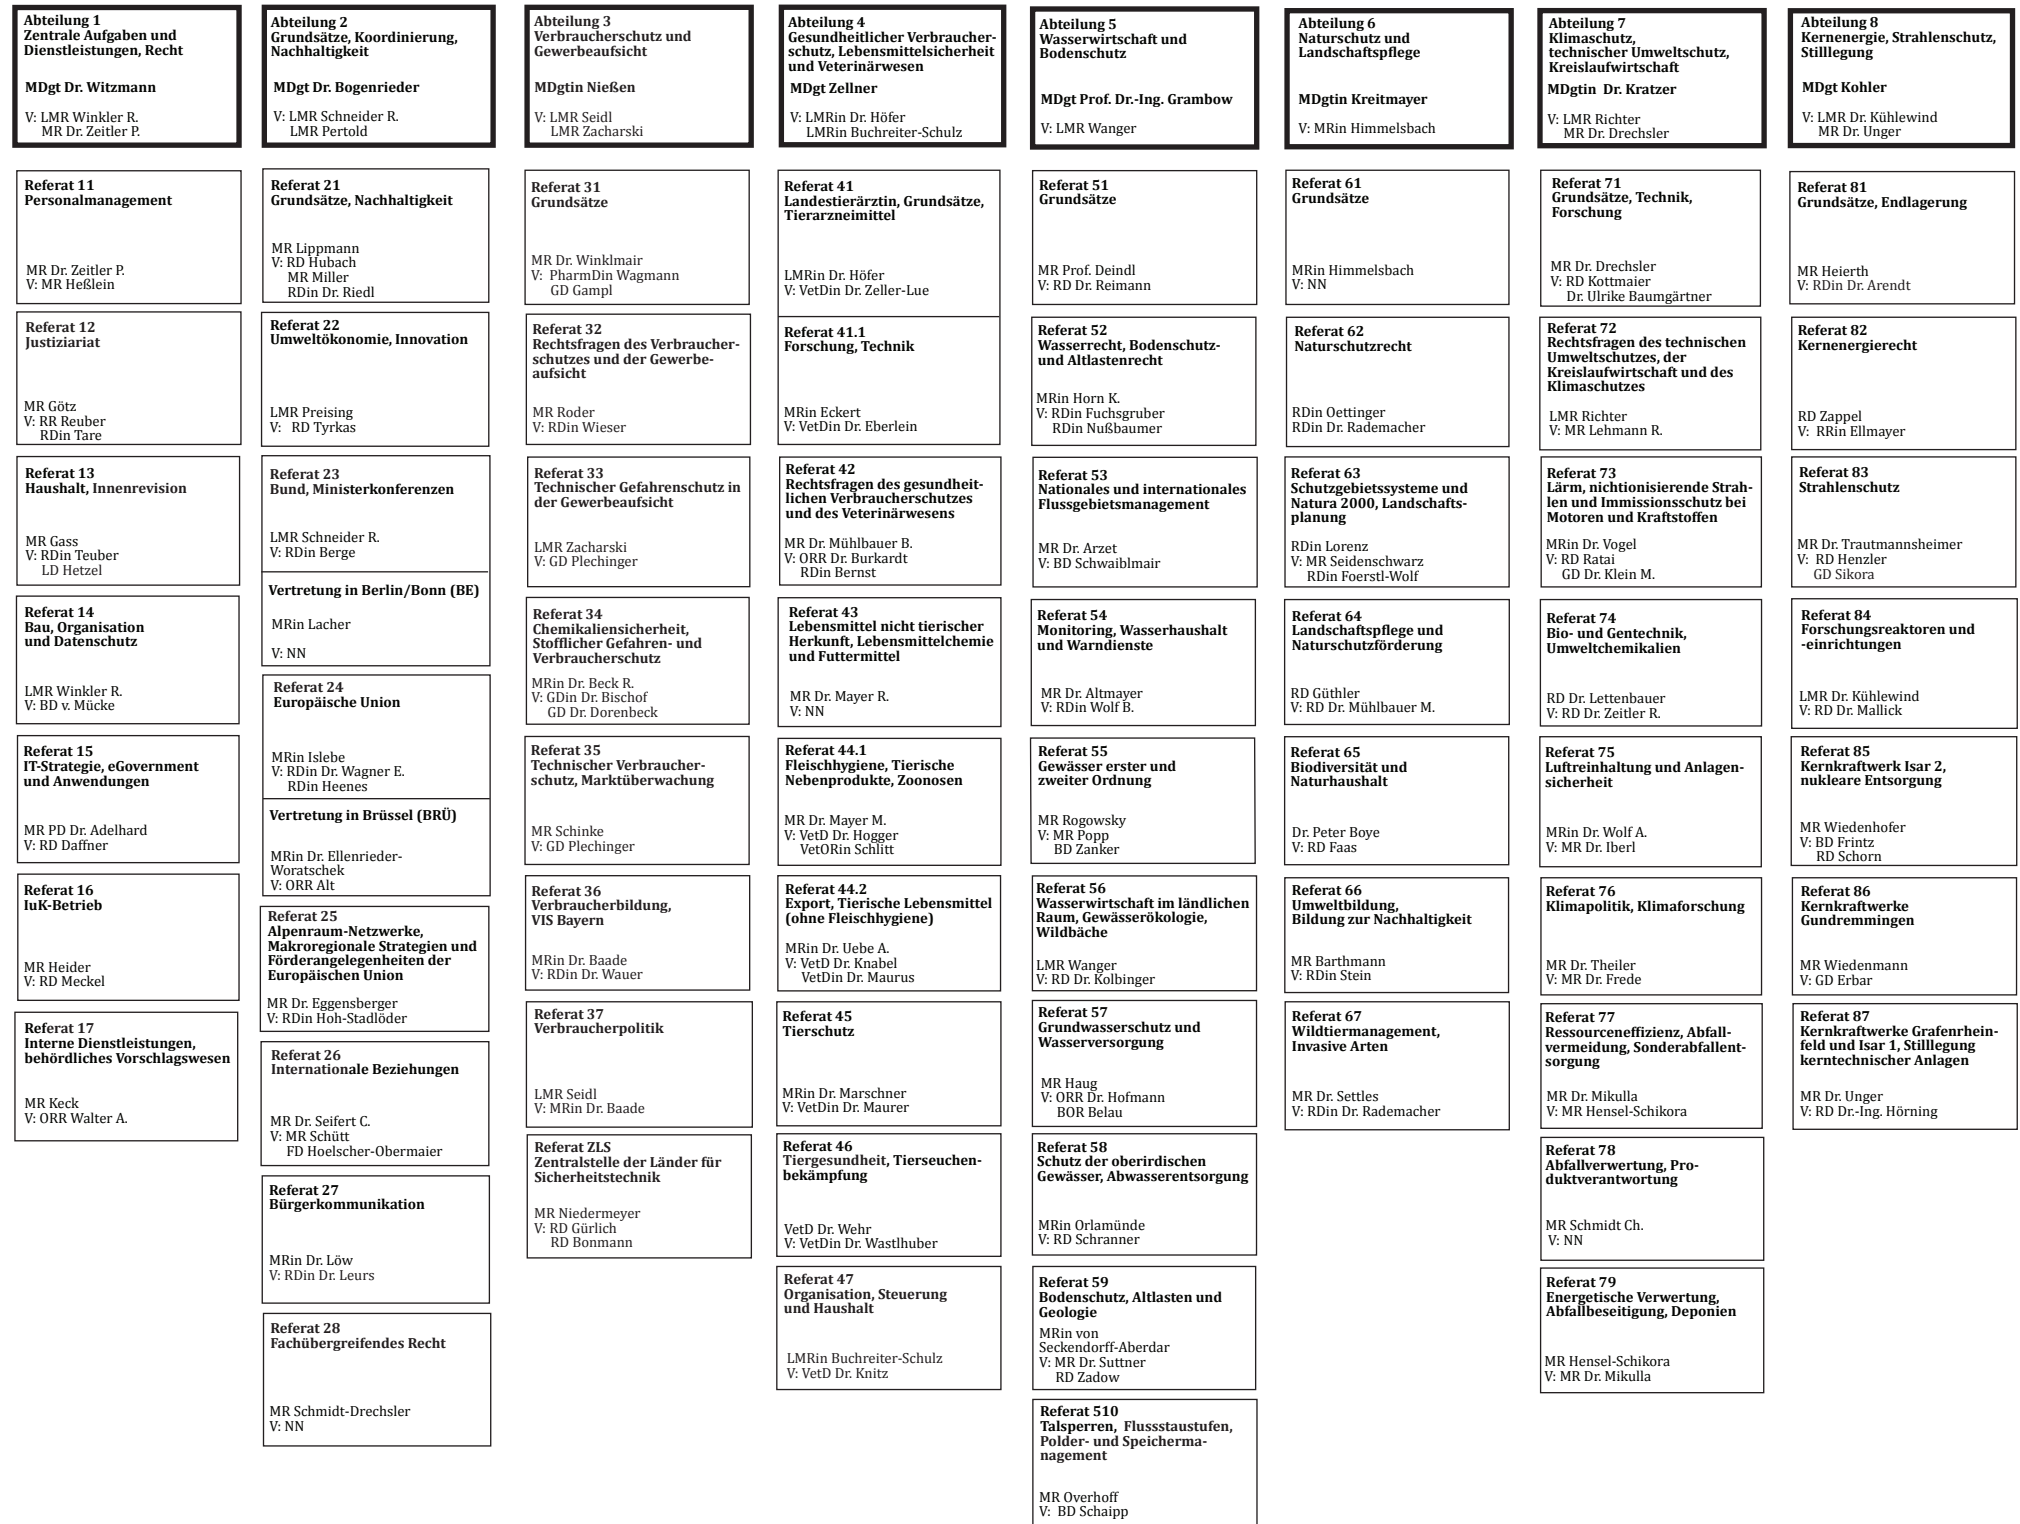 Abteilung 1
Zentrale Aufgaben und
Dienstleistungen, Recht
MDgt Dr. Witzmann
V: LMR Winkler R.
MR Dr. Zeitler P.
Referat 11
Personalmanagement
MR Dr. Zeitler P.
V: MR Heßlein
Referat 12
Justiziariat
MR Götz
V: RR Reuber
RDin Tare
Referat 13
Haushalt, Innenrevision
MR Gass
V: RDin Teuber
LD Hetzel
Referat 14
Bau, Organisation
und Datenschutz
LMR Winkler R.
V: BD v. Mücke
Referat 15
IT-Strategie, eGovernment
und Anwendungen
MR PD Dr. Adelhard
V: RD Daffner
Referat 16
IuK-Betrieb
MR Heider
V: RD Meckel
Referat 17
Interne Dienstleistungen,
behördliches Vorschlagswesen
MR Keck
V: ORR Walter A.
Abteilung 2
Grundsätze, Koordinierung,
Nachhaltigkeit
MDgt Dr. Bogenrieder
V: LMR Schneider R.
LMR Pertold
Referat 21
Grundsätze, Nachhaltigkeit
MR Lippmann
V: RD Hubach
MR Miller
RDin Dr. Riedl
Referat 22
Umweltökonomie, Innovation
LMR Preising
V: RD Tyrkas
Referat 23
Bund, Ministerkonferenzen
LMR Schneider R.
V: RDin Berge
Vertretung in Berlin/Bonn (BE)
MRin Lacher
V: NN
Referat 24
Europäische Union
MRin Islebe
V: RDin Dr. Wagner E.
RDin Heenes
Vertretung in Brüssel (BRÜ)
MRin Dr. Ellenrieder-
Woratschek
V: ORR Alt
Referat 25
Alpenraum-Netzwerke,
Makroregionale Strategien und
Förderangelegenheiten der
Europäischen Union
MR Dr. Eggensberger
V: RDin Hoh-Stadlöder
Referat 26
Internationale Beziehungen
MR Dr. Seifert C.
V: MR Schütt
FD Hoelscher-Obermaier
Referat 27
Bürgerkommunikation
MRin Dr. Löw
V: RDin Dr. Leurs
Referat 28
Fachübergreifendes Recht
MR Schmidt-Drechsler
V: NN
Abteilung 3
Verbraucherschutz und
Gewerbeaufsicht
MDgtin Nießen
V: LMR Seidl
LMR Zacharski
Referat 31
Grundsätze
MR Dr. Winklmair
V: PharmDin Wagmann
GD Gampl
Referat 32
Rechtsfragen des Verbraucher-
schutzes und der Gewerbe-
aufsicht
MR Roder
V: RDin Wieser
Referat 33
Technischer Gefahrenschutz in
der Gewerbeaufsicht
LMR Zacharski
V: GD Plechinger
Referat 34
Chemikaliensicherheit,
Stofflicher Gefahren- und
Verbraucherschutz
MRin Dr. Beck R.
V: GDin Dr. Bischof
GD Dr. Dorenbeck
Referat 35
Technischer Verbraucher-
schutz, Marktüberwachung
MR Schinke
V: GD Plechinger
Referat 36
Verbraucherbildung,
VIS Bayern
MRin Dr. Baade
V: RDin Dr. Wauer
Referat 37
Verbraucherpolitik
LMR Seidl
V: MRin Dr. Baade
Referat ZLS
Zentralstelle der Länder für
Sicherheitstechnik
MR Niedermeyer
V: RD Gürlich
RD Bonmann
Abteilung 4
Gesundheitlicher Verbraucher-
schutz, Lebensmittelsicherheit
und Veterinärwesen
MDgt Zellner
V: LMRin Dr. Höfer
LMRin Buchreiter-Schulz
Referat 41
Landestierärztin, Grundsätze,
Tierarzneimittel
LMRin Dr. Höfer
V: VetDin Dr. Zeller-Lue
Referat 41.1
Forschung, Technik
MRin Eckert
V: VetDin Dr. Eberlein
Referat 42
Rechtsfragen des gesundheit-
lichen Verbraucherschutzes
und des Veterinärwesens
MR Dr. Mühlbauer B.
V: ORR Dr. Burkardt
RDin Bernst
Referat 43
Lebensmittel nicht tierischer
Herkunft, Lebensmittelchemie
und Futtermittel
MR Dr. Mayer R.
V: NN
Referat 44.1
Fleischhygiene, Tierische
Nebenprodukte, Zoonosen
MR Dr. Mayer M.
V: VetD Dr. Hogger
VetORin Schlitt
Referat 44.2
Export, Tierische Lebensmittel
(ohne Fleischhygiene)
MRin Dr. Uebe A.
V: VetD Dr. Knabel
VetDin Dr. Maurus
Referat 45
Tierschutz
MRin Dr. Marschner
V: VetDin Dr. Maurer
Referat 46
Tiergesundheit, Tierseuchen-
bekämpfung
VetD Dr. Wehr
V: VetDin Dr. Wastlhuber
Referat 47
Organisation, Steuerung
und Haushalt
LMRin Buchreiter-Schulz
V: VetD Dr. Knitz
Abteilung 5
Wasserwirtschaft und
Bodenschutz
MDgt Prof. Dr.-Ing. Grambow
V: LMR Wanger
Referat 51
Grundsätze
MR Prof. Deindl
V: RD Dr. Reimann
Referat 52
Wasserrecht, Bodenschutz-
und Altlastenrecht
MRin Horn K.
V: RDin Fuchsgruber
RDin Nußbaumer
Referat 53
Nationales und internationales
Flussgebietsmanagement
MR Dr. Arzet
V: BD Schwaiblmair
Referat 54
Monitoring, Wasserhaushalt
und Warndienste
MR Dr. Altmayer
V: RDin Wolf B.
Referat 55
Gewässer erster und
zweiter Ordnung
MR Rogowsky
V: MR Popp
BD Zanker
Referat 56
Wasserwirtschaft im ländlichen
Raum, Gewässerökologie,
Wildbäche
LMR Wanger
V: RD Dr. Kolbinger
Referat 57
Grundwasserschutz und
Wasserversorgung
MR Haug
V: ORR Dr. Hofmann
BOR Belau
Referat 58
Schutz der oberirdischen
Gewässer, Abwasserentsorgung
MRin Orlamünde
V: RD Schranner
Referat 59
Bodenschutz, Altlasten und
Geologie
MRin von
Seckendorff-Aberdar
V: MR Dr. Suttner
RD Zadow
Referat 510
Talsperren, Flussstaustufen,
Polder- und Speicherma-
nagement
MR Overhoff
V: BD Schaipp
Abteilung 6
Naturschutz und
Landschaftspflege
MDgtin Kreitmayer
V: MRin Himmelsbach
Referat 61
Grundsätze
MRin Himmelsbach
V: NN
Referat 62
Naturschutzrecht
RDin Oettinger
RDin Dr. Rademacher
Referat 63
Schutzgebietssysteme und
Natura 2000, Landschafts-
planung
RDin Lorenz
V: MR Seidenschwarz
RDin Foerstl-Wolf
Referat 64
Landschaftspflege und
Naturschutzförderung
RD Güthler
V: RD Dr. Mühlbauer M.
Referat 65
Biodiversität und
Naturhaushalt
Dr. Peter Boye
V: RD Faas
Referat 66
Umweltbildung,
Bildung zur Nachhaltigkeit
MR Barthmann
V: RDin Stein
Referat 67
Wildtiermanagement,
Invasive Arten
MR Dr. Settles
V: RDin Dr. Rademacher
Abteilung 7
Klimaschutz,
technischer Umweltschutz,
Kreislaufwirtschaft
MDgtin Dr. Kratzer
V: LMR Richter
MR Dr. Drechsler
Referat 71
Grundsätze, Technik,
Forschung
MR Dr. Drechsler
V: RD Kottmaier
Dr. Ulrike Baumgärtner
Referat 72
Rechtsfragen des technischen
Umweltschutzes, der
Kreislaufwirtschaft und des
Klimaschutzes
LMR Richter
V: MR Lehmann R.
Referat 73
Lärm, nichtionisierende Strah-
len und Immissionsschutz bei
Motoren und Kraftstoffen
MRin Dr. Vogel
V: RD Ratai
GD Dr. Klein M.
Referat 74
Bio- und Gentechnik,
Umweltchemikalien
RD Dr. Lettenbauer
V: RD Dr. Zeitler R.
Referat 75
Luftreinhaltung und Anlagen-
sicherheit
MRin Dr. Wolf A.
V: MR Dr. Iberl
Referat 76
Klimapolitik, Klimaforschung
MR Dr. Theiler
V: MR Dr. Frede
Referat 77
Ressourceneffizienz, Abfall-
vermeidung, Sonderabfallent-
sorgung
MR Dr. Mikulla
V: MR Hensel-Schikora
Referat 78
Abfallverwertung, Pro-
duktverantwortung
MR Schmidt Ch.
V: NN
Referat 79
Energetische Verwertung,
Abfallbeseitigung, Deponien
MR Hensel-Schikora
V: MR Dr. Mikulla
Abteilung 8
Kernenergie, Strahlenschutz,
Stilllegung
MDgt Kohler
V: LMR Dr. Kühlewind
MR Dr. Unger
Referat 81
Grundsätze, Endlagerung
MR Heierth
V: RDin Dr. Arendt
Referat 82
Kernenergierecht
RD Zappel
V: RRin Ellmayer
Referat 83
Strahlenschutz
MR Dr. Trautmannsheimer
V: RD Henzler
GD Sikora
Referat 84
Forschungsreaktoren und
-einrichtungen
LMR Dr. Kühlewind
V: RD Dr. Mallick
Referat 85
Kernkraftwerk Isar 2,
nukleare Entsorgung
MR Wiedenhofer
V: BD Frintz
RD Schorn
Referat 86
Kernkraftwerke
Gundremmingen
MR Wiedenmann
V: GD Erbar
Referat 87
Kernkraftwerke Grafenrhein-
feld und Isar 1, Stilllegung
kerntechnischer Anlagen
MR Dr. Unger
V: RD Dr.-Ing. Hörning